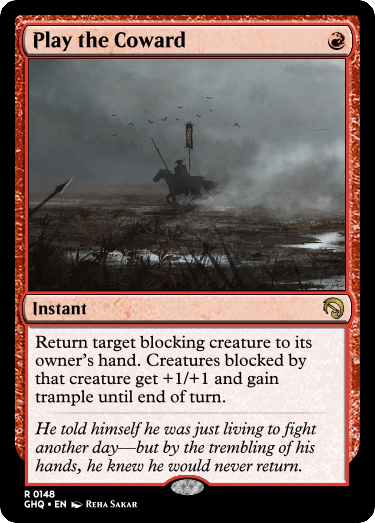 Play the Coward
Instant
Return target blocking creature to its
owner's hand. Creatures blocked by
that creature get +1/+1 and gain
trample until end of turn.
He told himself he was just living to fight
another day—but by the trembling of his
hands, he knew he would never return.
R 0148
GHQ • EN REHA SAKAR